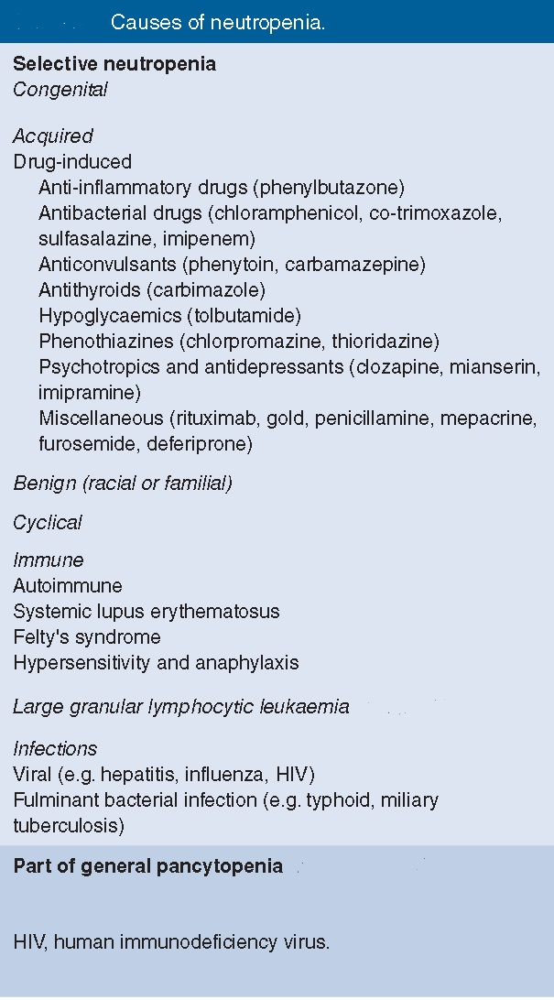 Causes of neutropenia.
Selective neutropenia
Congenital
Acquired
Drug-induced
Anti-inflammatory drugs (phenylbutazone)
Antibacterial drugs (chloramphenicol, co-trimoxazole,
sulfasalazine, imipenem)
Anticonvulsants (phenytoin, carbamazepine)
Antithyroids (carbimazole)
Hypoglycaemics (tolbutamide)
Phenothiazines (chlorpromazine, thioridazine)
Psychotropics and antidepressants (clozapine, mianserin,
imipramine)
Miscellaneous (rituximab, gold, penicillamine, mepacrine,
furosemide, deferiprone)
Benign (racial or familial)
Cyclical
Immune
Autoimmune
Systemic lupus erythematosus
Felty's syndrome
Hypersensitivity and anaphylaxis
Large granular lymphocytic leukaemia
Infections
Viral (e.g. hepatitis, influenza, HIV)
Fulminant bacterial infection (e.g. typhoid, miliary
tuberculosis)
Part of general pancytopenia
HIV, human immunodeficiency virus.